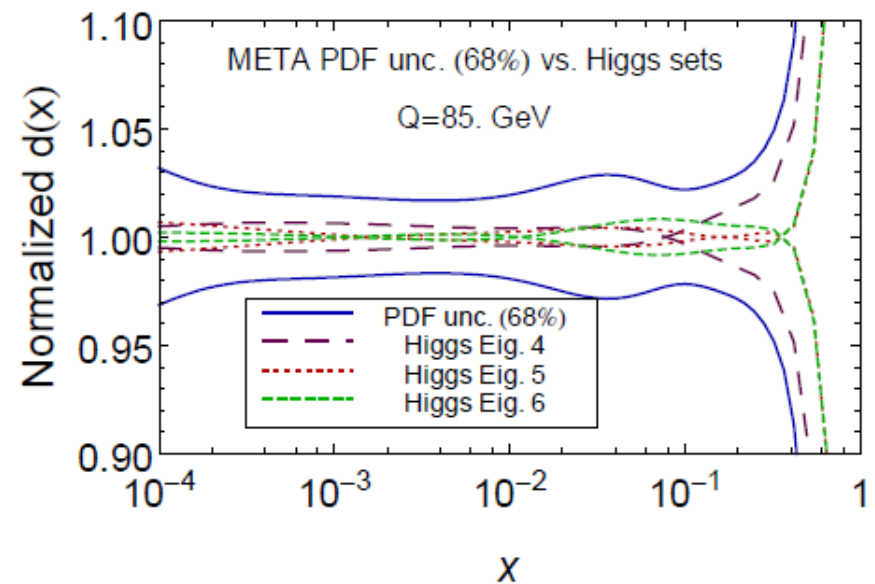 META PDF unc. (68%) vs. Higgs sets
Q=85. GeV
Normalized d(x)
1.10
1.05
1.00
0.95
0.90
PDF unc. (68%)
Higgs Eig. 4
Higgs Eig. 5
Higgs Eig. 6
10⁻⁴ 10⁻³ 10⁻² 10⁻¹ 1
x